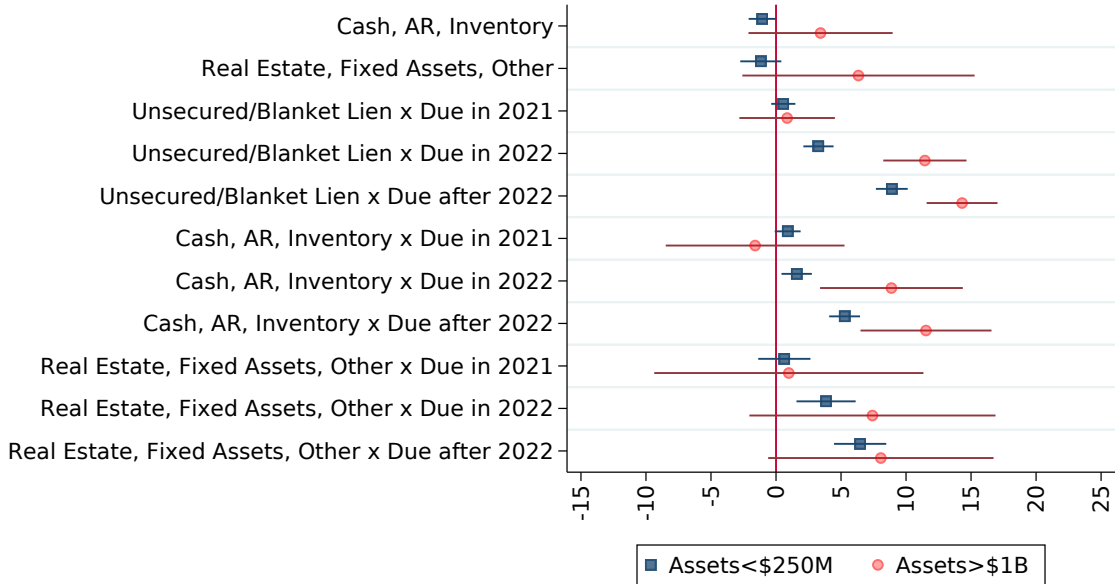 Cash, AR, Inventory
Real Estate, Fixed Assets, Other
Unsecured/Blanket Lien x Due in 2021
Unsecured/Blanket Lien x Due in 2022
Unsecured/Blanket Lien x Due after 2022
Cash, AR, Inventory x Due in 2021
Cash, AR, Inventory x Due in 2022
Cash, AR, Inventory x Due after 2022
Real Estate, Fixed Assets, Other x Due in 2021
Real Estate, Fixed Assets, Other x Due in 2022
Real Estate, Fixed Assets, Other x Due after 2022
-15 -10 -5 0 5 10 15 20 25
Assets<$250M Assets>$1B